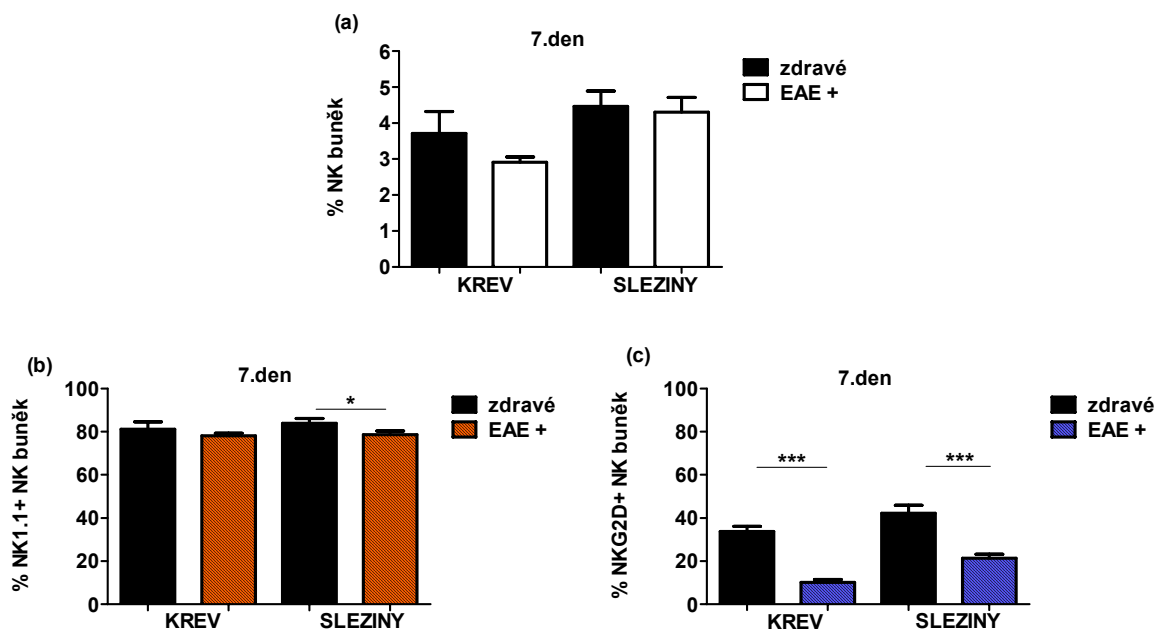 (a)
7.den
6
5
4
3
2
1
0
% NK buněk
KREV
SLEZINY
zdravé
EAE +
(b)
7.den
100
80
60
40
20
0
% NK1.1+ NK buněk
*
KREV
SLEZINY
zdravé
EAE +
(c)
7.den
100
80
60
40
20
0
% NKG2D+ NK buněk
***
***
KREV
SLEZINY
zdravé
EAE +